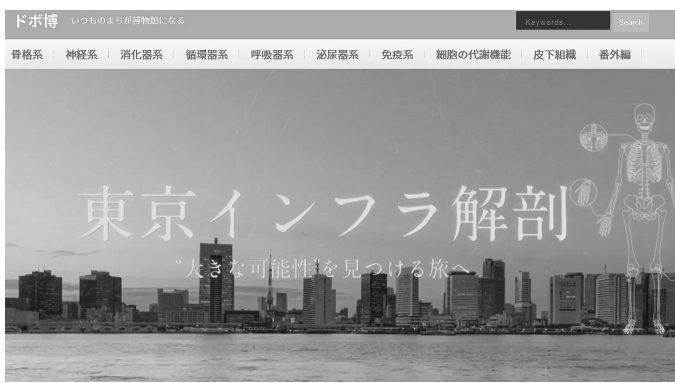 ドボ博 いつものまちが博物館になる
Keywords... Search
骨格系 神経系 消化器系 循環器系 呼吸器系 泌尿器系 免疫系 細胞の代謝機能 皮下組織 番外編
東京インフラ解剖
“大きな可能性”を見つける旅へ